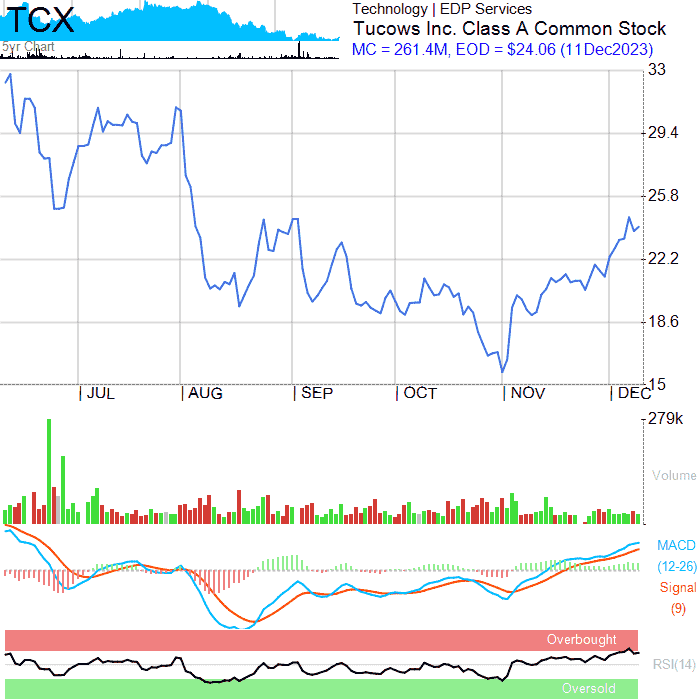 TCX
5yr Chart
Technology | EDP Services
Tucows Inc. Class A Common Stock
MC = 261.4M, EOD = $24.06 (11Dec2023)
33
29.4
25.8
22.2
18.6
15
JUL
AUG
SEP
OCT
NOV
DEC
279k
Volume
MACD
(12-26)
Signal
(9)
Overbought
RSI(14)
Oversold